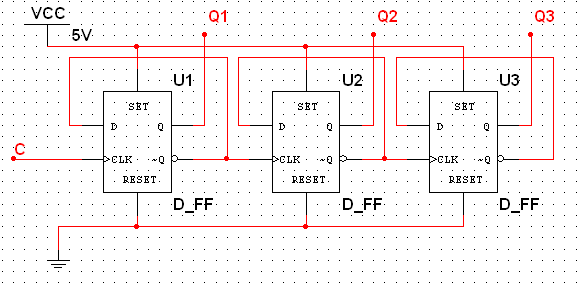 VCC
5V
Q1
Q2
Q3
U1
U2
U3
SET
SET
SET
D
Q
D
Q
D
Q
C
CLK
~Q
CLK
~Q
CLK
~Q
RESET
RESET
RESET
D_FF
D_FF
D_FF